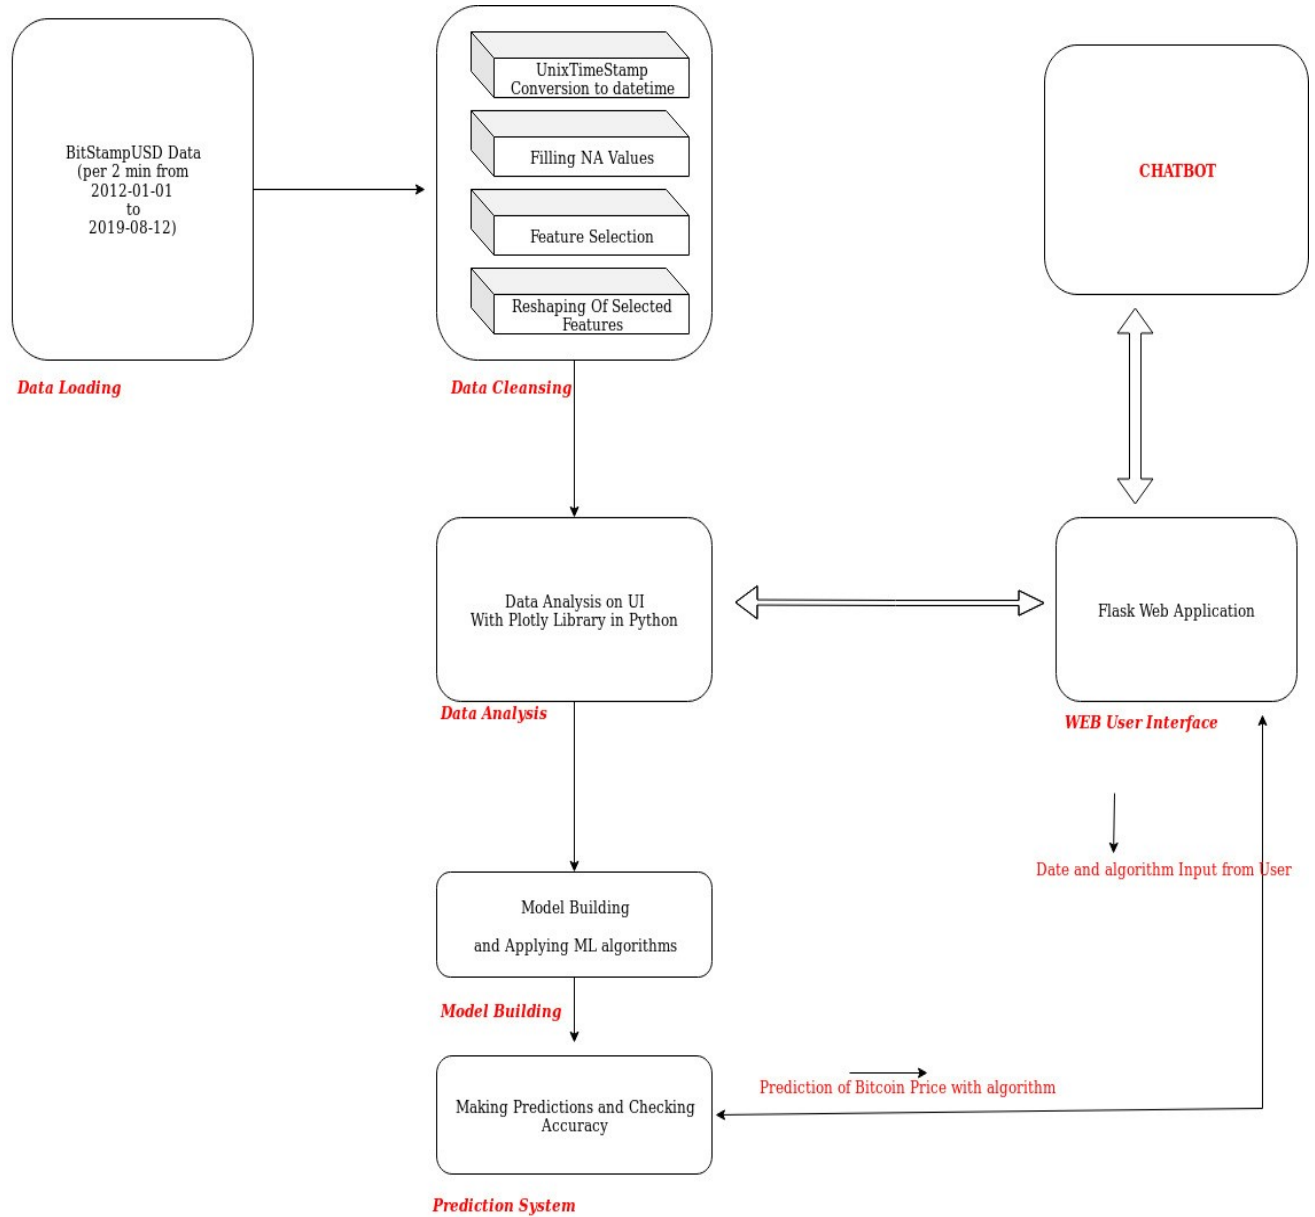 BitStampUSD Data
(per 2 min from
2012-01-01
to
2019-08-12)
Data Loading
UnixTimeStamp
Conversion to datetime
Filling NA Values
Feature Selection
Reshaping Of Selected
Features
Data Cleansing
CHATBOT
Data Analysis on UI
With Plotly Library in Python
Data Analysis
Flask Web Application
WEB User Interface
Date and algorithm Input from User
Model Building
and Applying ML algorithms
Model Building
Prediction of Bitcoin Price with algorithm
Making Predictions and Checking
Accuracy
Prediction System